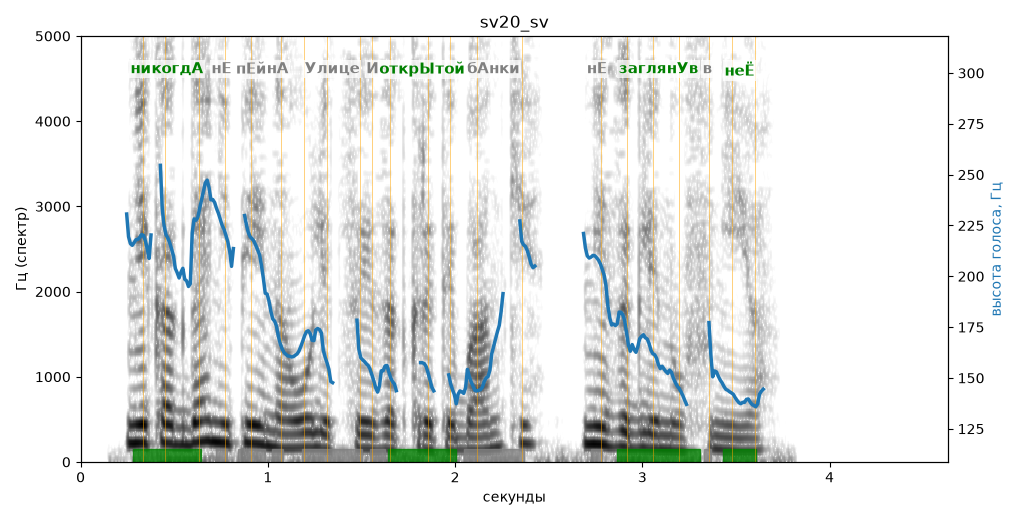 sv20_sv
никогдА нЕ пЕйнА Улице ИоткрЫтой бАнки нЕ заглянУв в неЁ
Гц (спектр)
5000
4000
3000
2000
1000
0
300
275
250
225
200
175
150
125
высота голоса, Гц
0 1 2 3 4
секунды